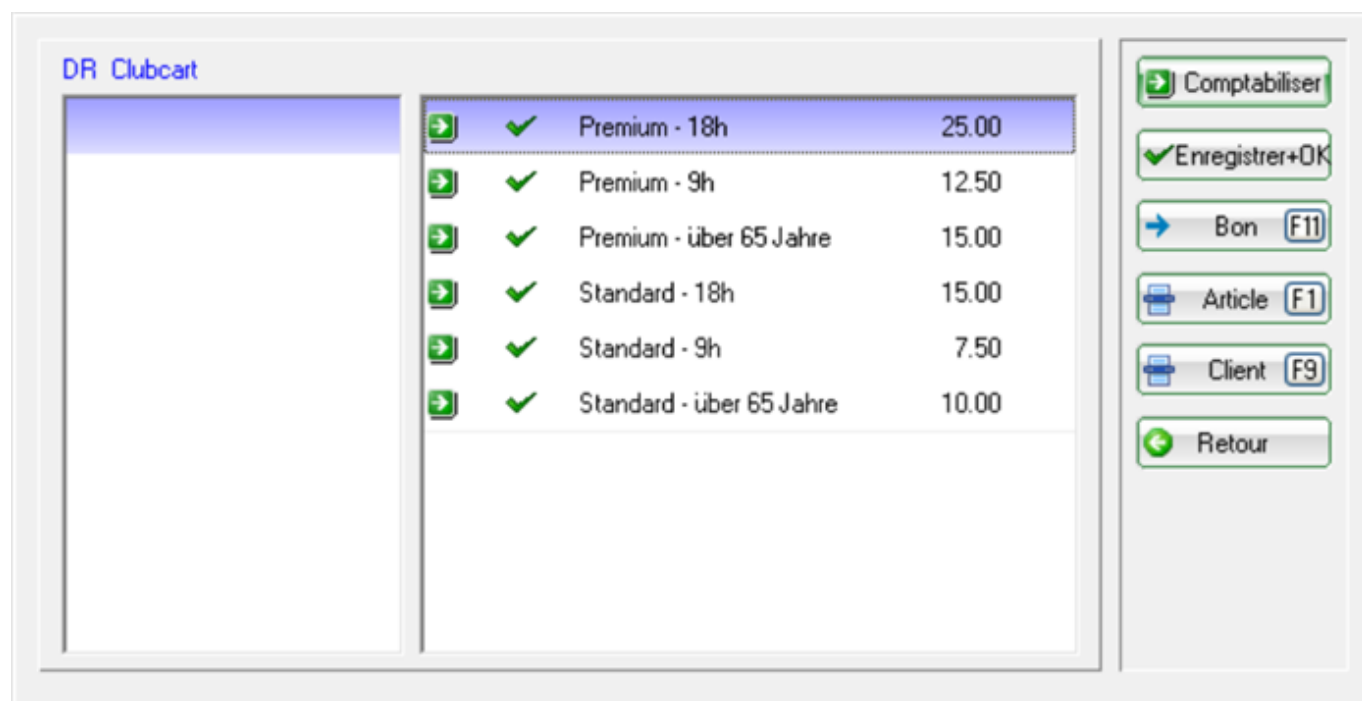 DR Clubcart
Premium - 18h 25.00
Premium - 9h 12.50
Premium - über 65 Jahre 15.00
Standard - 18h 15.00
Standard - 9h 7.50
Standard - über 65 Jahre 10.00
Comptabiliser
Enregistrer+OK
Bon F11
Article F1
Client F9
Retour